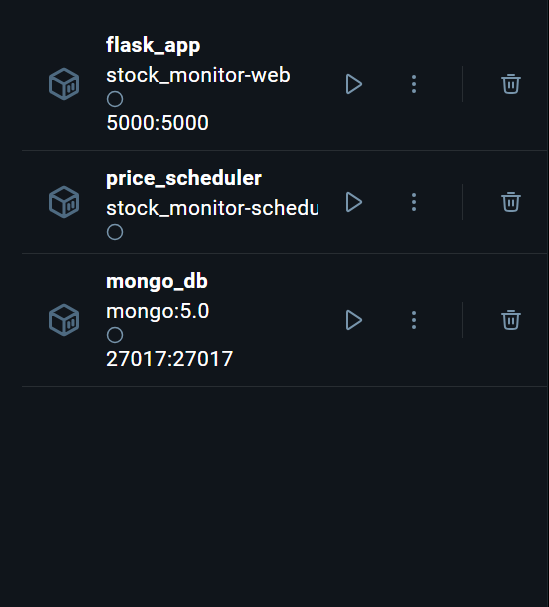 flask_app
stock_monitor-web
5000:5000
price_scheduler
stock_monitor-schedu
mongo_db
mongo:5.0
27017:27017